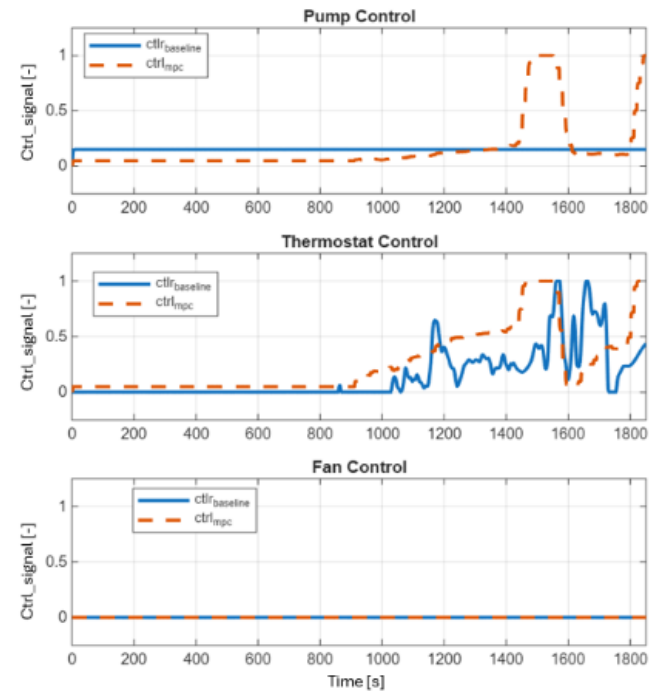 Pump Control
Ctrl_signal [-]
1
0.5
0
ctlr_baseline
ctrl_mpc
0 200 400 600 800 1000 1200 1400 1600 1800
Thermostat Control
Ctrl_signal [-]
1
0.5
0
ctlr_baseline
ctrl_mpc
0 200 400 600 800 1000 1200 1400 1600 1800
Fan Control
Ctrl_signal [-]
1
0.5
0
ctlr_baseline
ctrl_mpc
0 200 400 600 800 1000 1200 1400 1600 1800
Time [s]